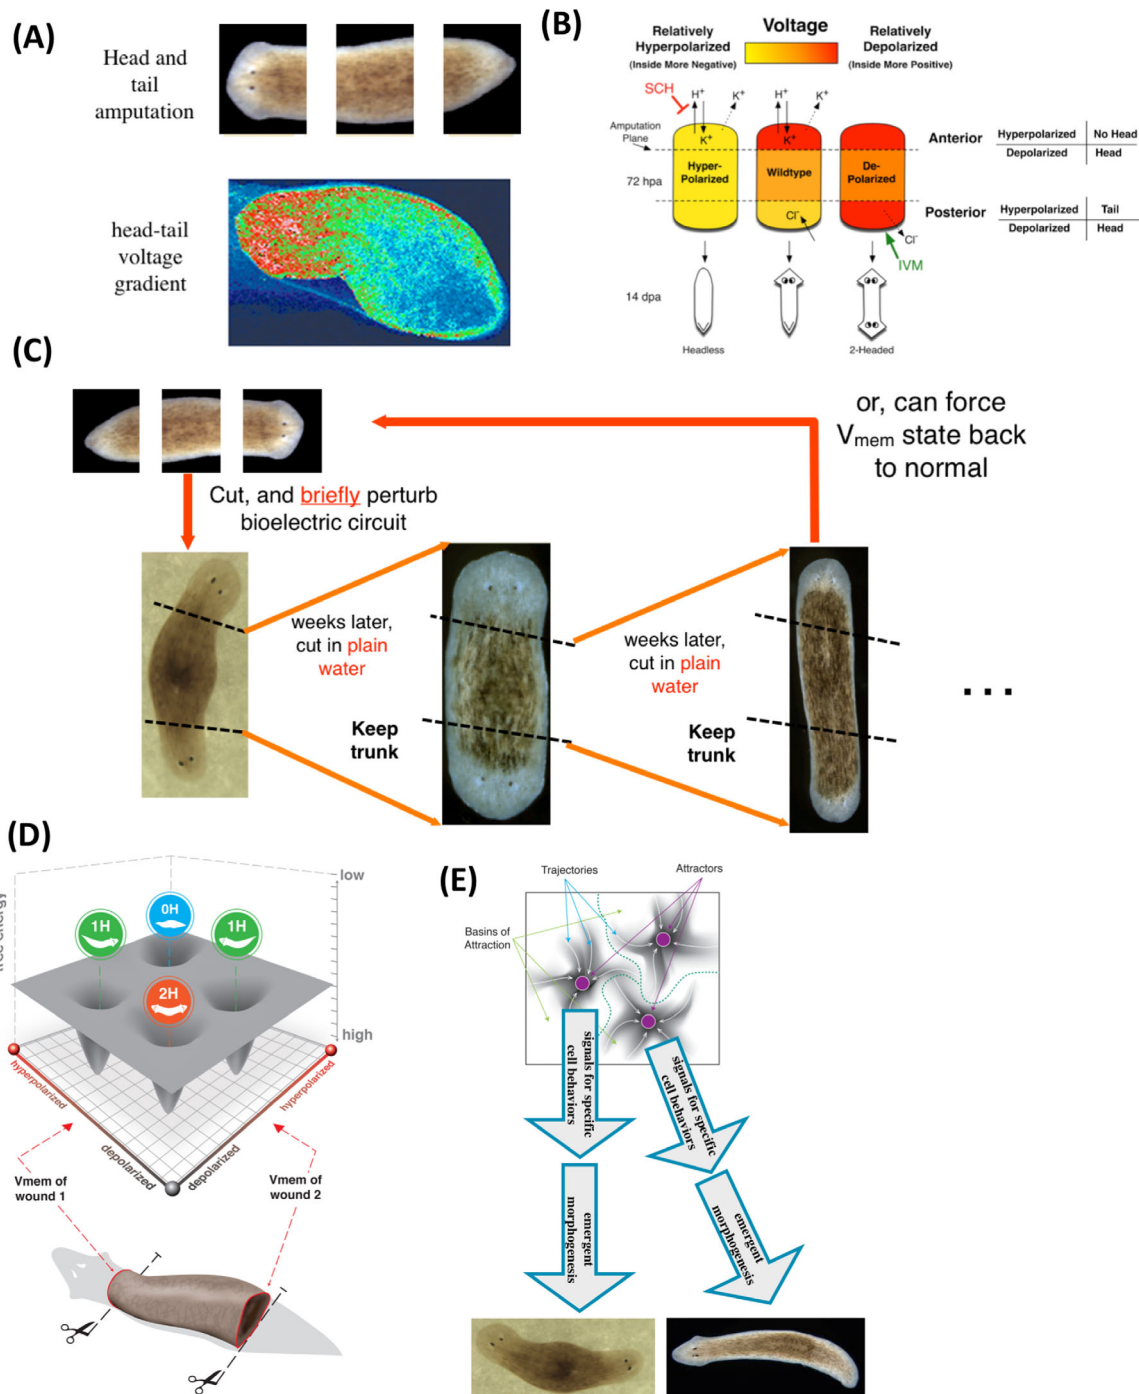 (A)
Head and
tail
amputation
head-tail
voltage
gradient
(B)
Relatively
Hyperpolarized
(Inside More Negative)
Voltage
Relatively
Depolarized
(Inside More Positive)
SCH
H+
K+
H+
K+
Amputation
Plane
K+
K+
Anterior
Hyperpolarized
No Head
Depolarized
Head
72 hpa
Hyper-
Polarized
Wildtype
De-
Polarized
Cl-
Posterior
Hyperpolarized
Tail
Depolarized
Head
Cl-
IVM
14 dpa
Headless
2-Headed
(C)
or, can force
Vmem state back
to normal
Cut, and briefly perturb
bioelectric circuit
weeks later,
cut in plain
water
Keep
trunk
weeks later,
cut in plain
water
Keep
trunk
...
(D)
low
energy
1H
0H
1H
2H
high
hyperpolarized
hyperpolarized
depolarized
depolarized
Vmem of
wound 1
Vmem of
wound 2
(E)
Trajectories
Attractors
Basins of
Attraction
signals for specific
cell behaviors
signals for specific
cell behaviors
emergent
morphogenesis
emergent
morphogenesis